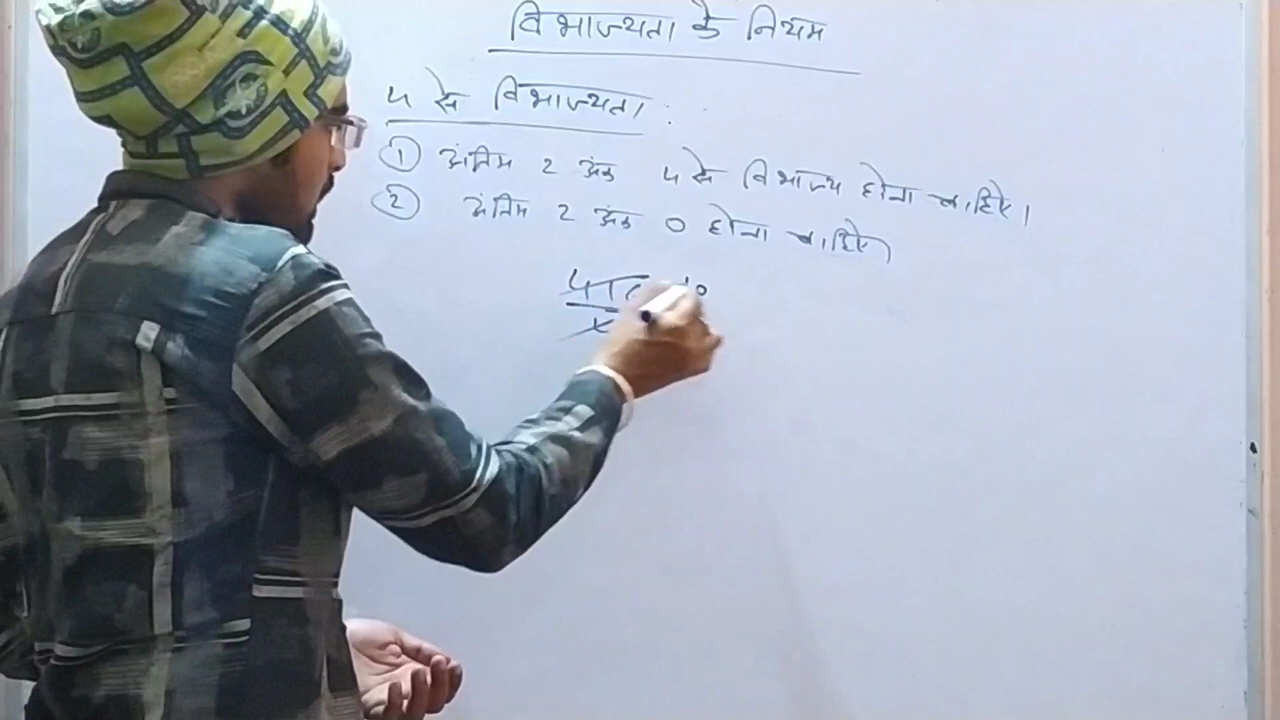 विभाज्यता के नियम
4 से विभाज्यता :
① अंतिम 2 अंक 4 से विभाज्य होना चाहिए।
② अंतिम 2 अंक 0 होना चाहिए